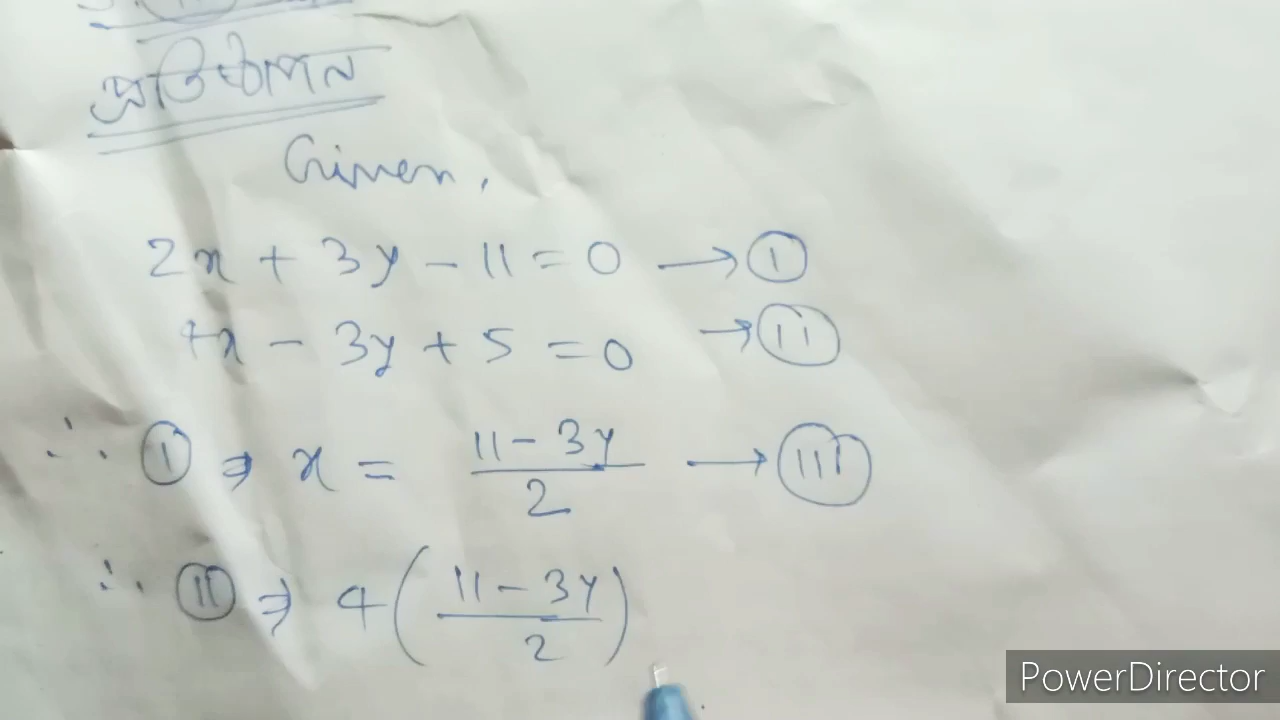 প্রতিষ্ঠাপন
Given,
2x + 3y - 11 = 0 → (I)
4x - 3y + 5 = 0 → (II)
∴ (I) ⇒ x = (11 - 3y)/2 → (III)
∴ (II) ⇒ 4((11 - 3y)/2)
PowerDirector